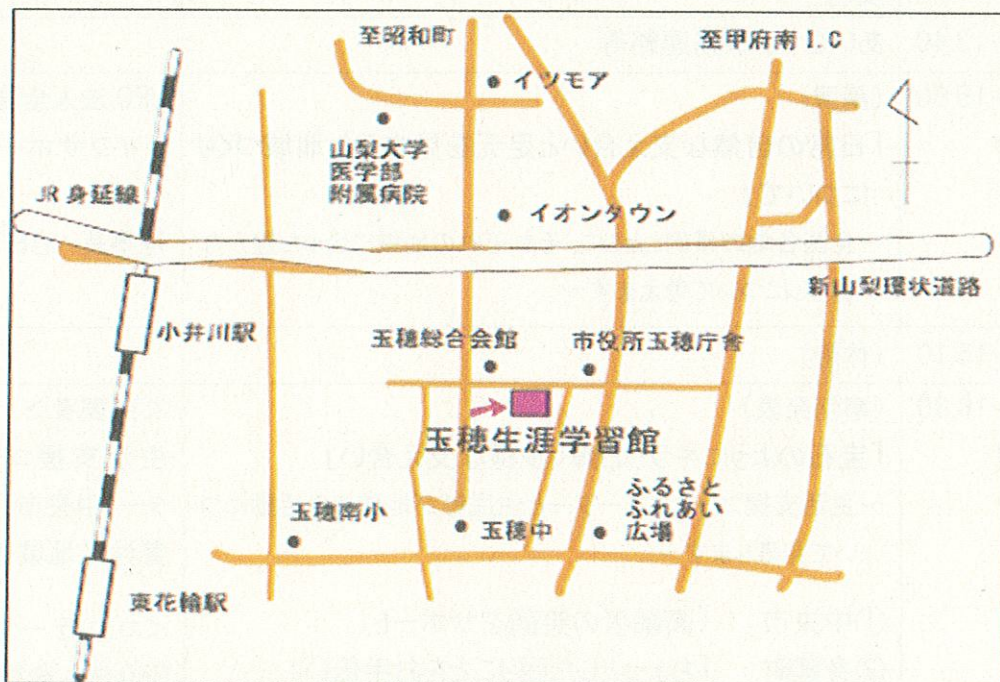 至昭和町
至甲府南 I.C
イツモア
山梨大学
医学部
附属病院
JR 身延線
イオンタウン
新山梨環状道路
小井川駅
玉穂総合会館
市役所玉穂庁舎
玉穂生涯学習館
ふるさと
ふれあい
広場
玉穂南小
玉穂中
東花輪駅